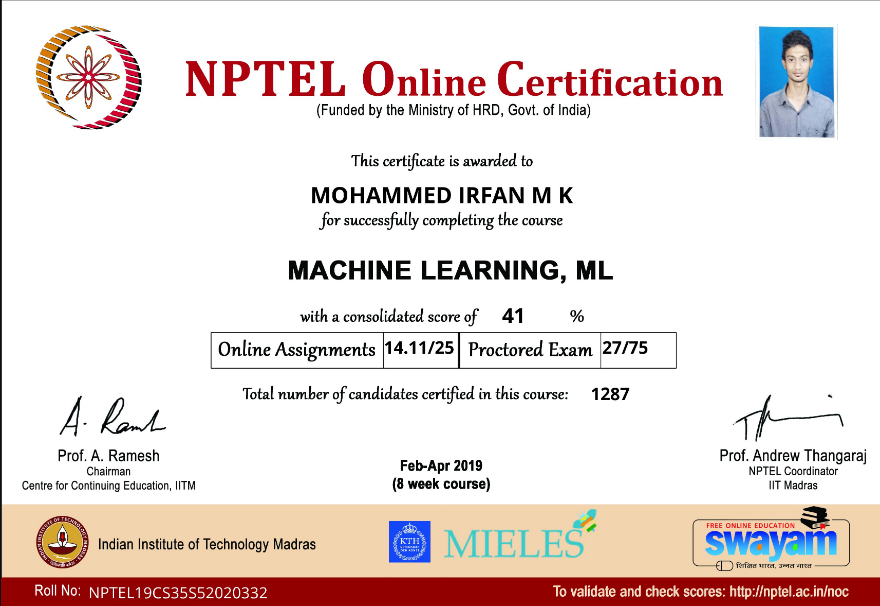 NPTEL Online Certification
(Funded by the Ministry of HRD, Govt. of India)
This certificate is awarded to
MOHAMMED IRFAN M K
for successfully completing the course
MACHINE LEARNING, ML
with a consolidated score of 41 %
Online Assignments 14.11/25 Proctored Exam 27/75
Total number of candidates certified in this course: 1287
A. Ramesh
Prof. A. Ramesh
Chairman
Centre for Continuing Education, IITM
Feb-Apr 2019
(8 week course)
Prof. Andrew Thangaraj
NPTEL Coordinator
IIT Madras
Indian Institute of Technology Madras
KTH
MIELES
FREE ONLINE EDUCATION
swayam
शिक्षित भारत, उन्नत भारत
Roll No: NPTEL19CS35S52020332
To validate and check scores: http://nptel.ac.in/noc